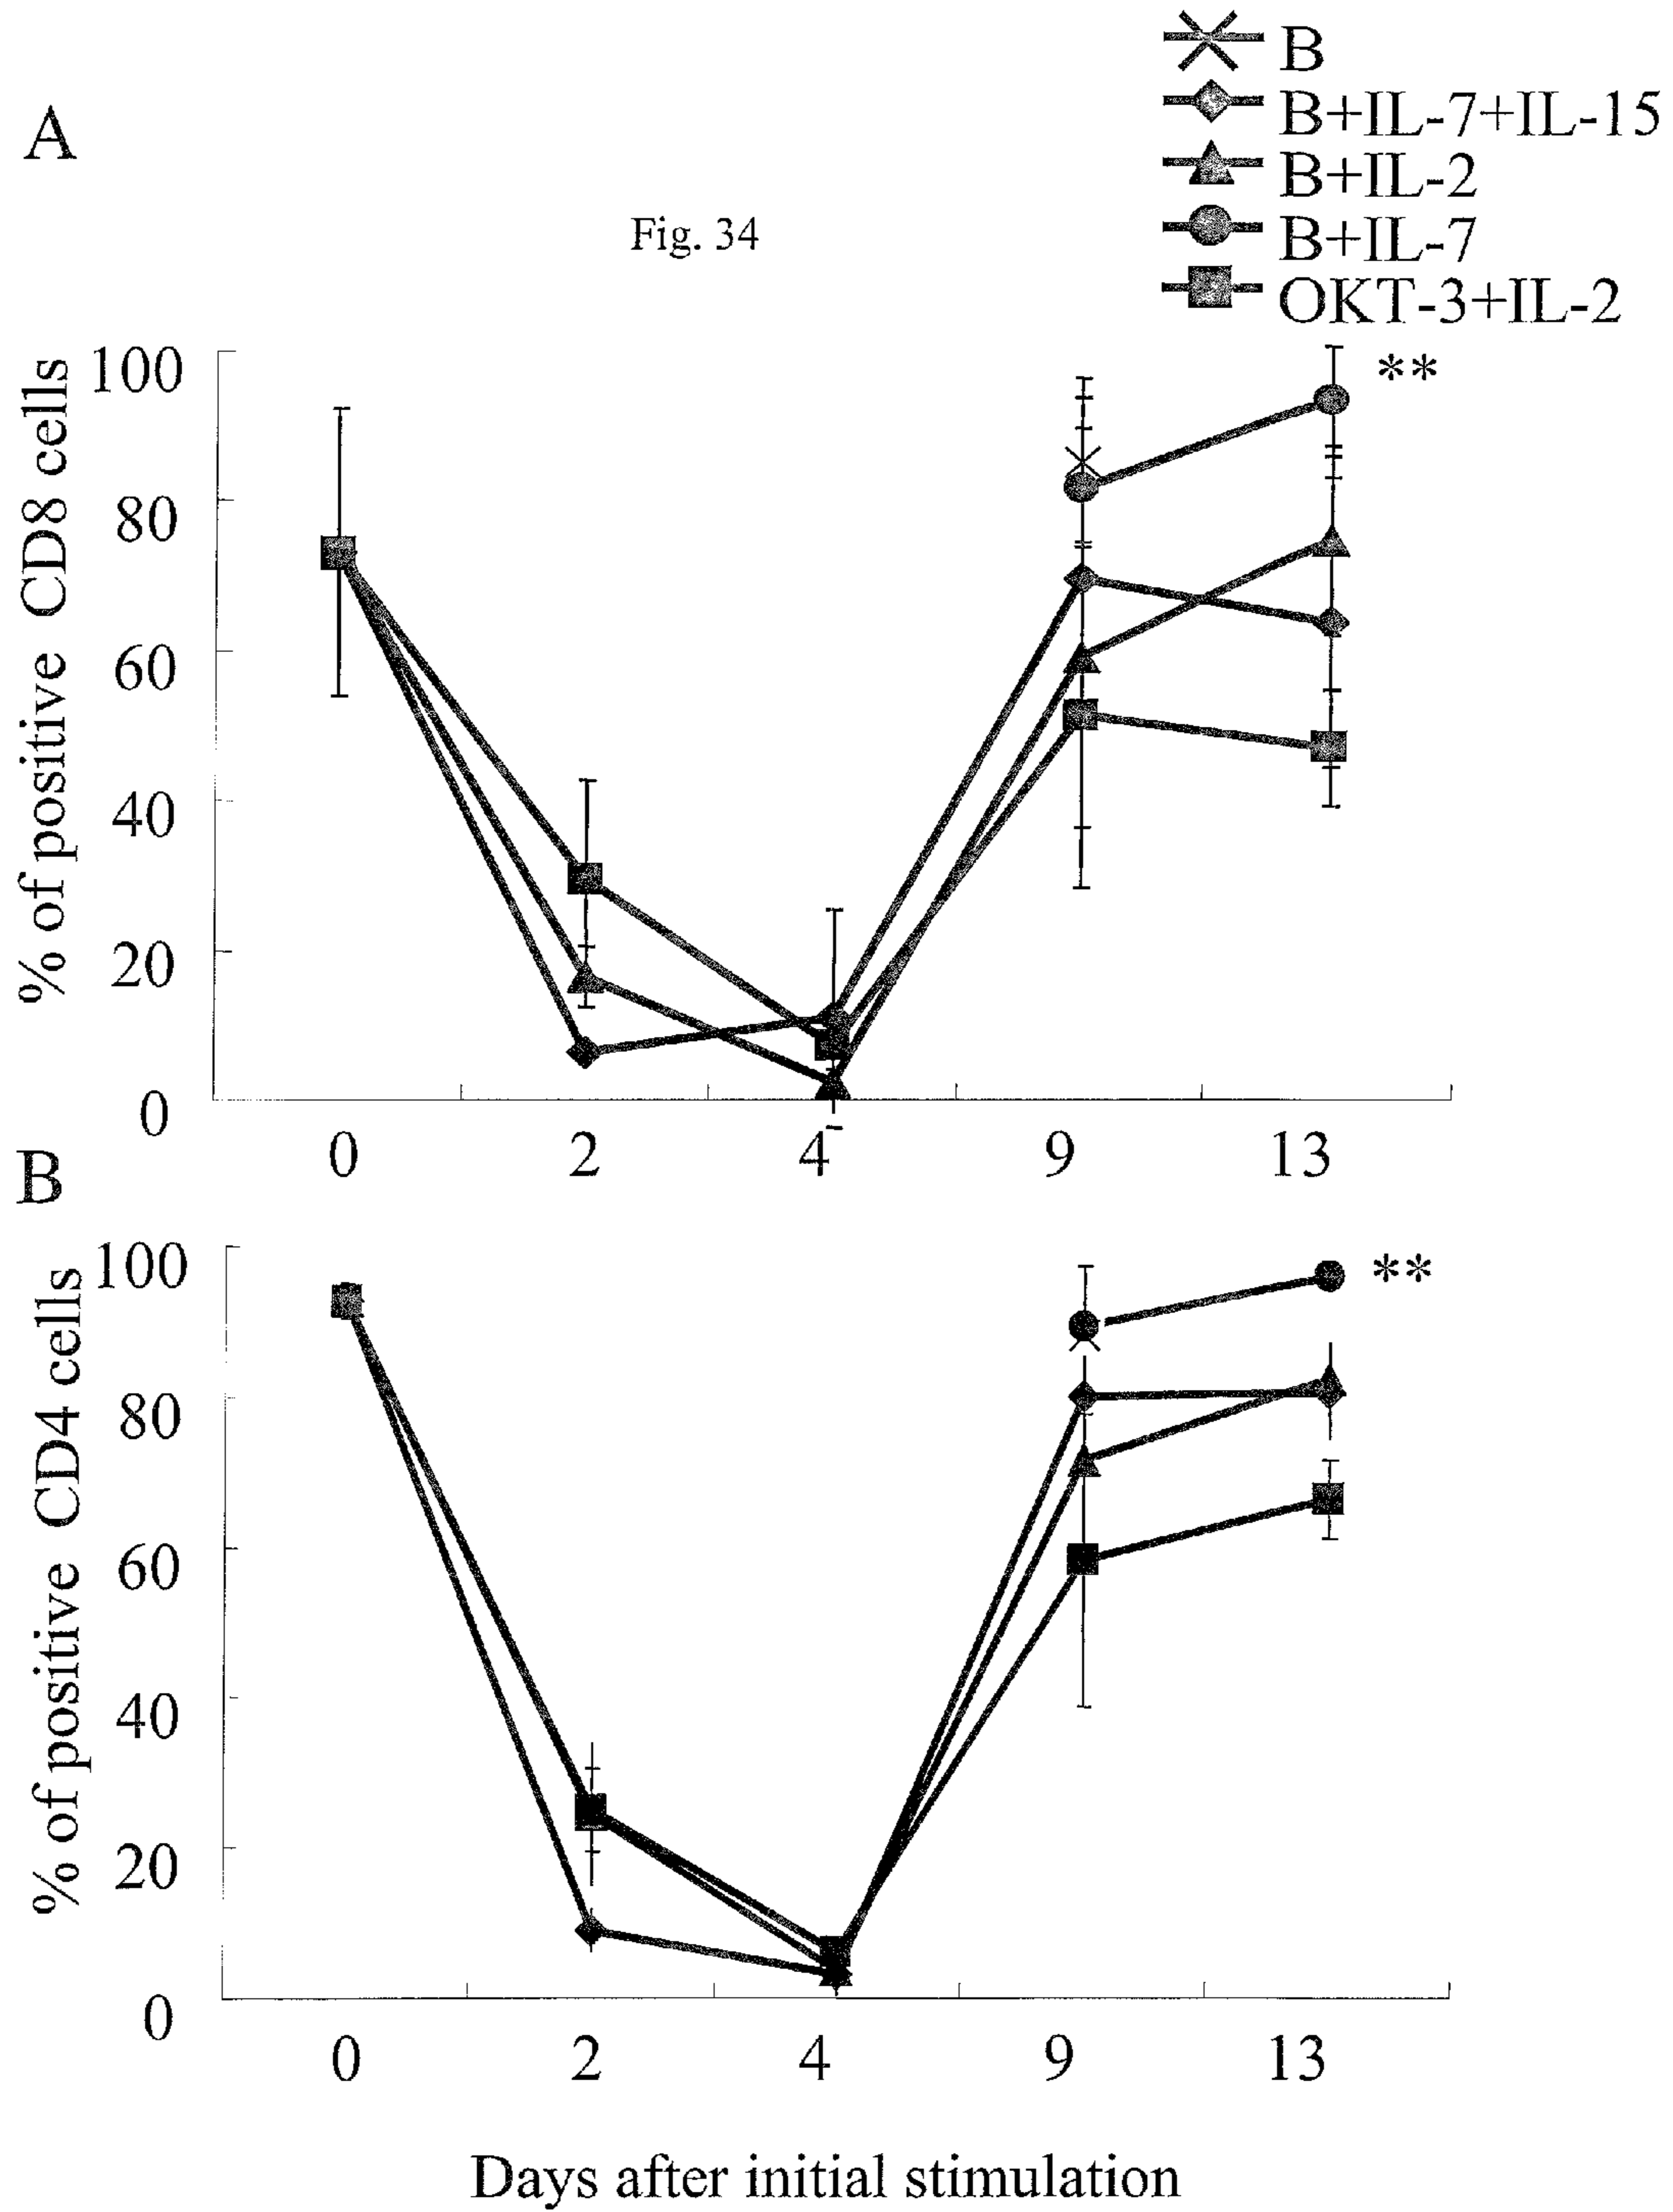 B
B+IL-7+IL-15
B+IL-2
B+IL-7
OKT-3+IL-2
A
Fig. 34
% of positive CD8 cells
100
80
60
40
20
0
**
0 2 4 9 13
B
% of positive CD4 cells
100
80
60
40
20
0
**
0 2 4 9 13
Days after initial stimulation